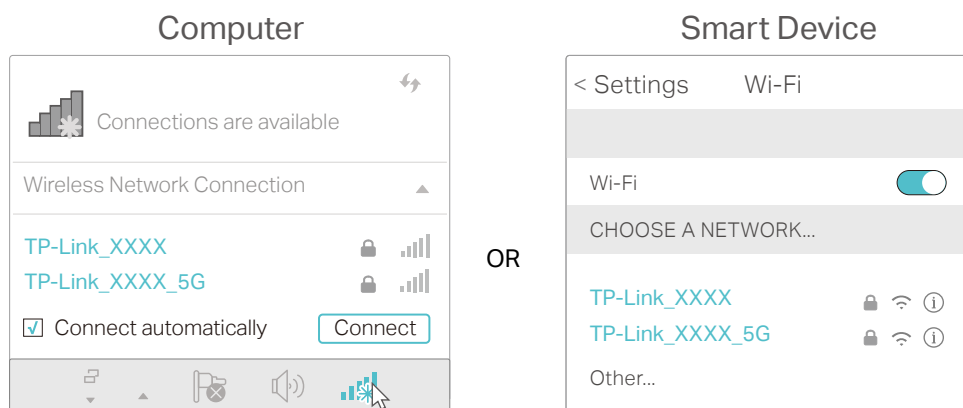 Computer
Connections are available
Wireless Network Connection
TP-Link_XXXX
TP-Link_XXXX_5G
Connect automatically
Connect
OR
Smart Device
< Settings Wi-Fi
Wi-Fi
CHOOSE A NETWORK...
TP-Link_XXXX
TP-Link_XXXX_5G
Other...